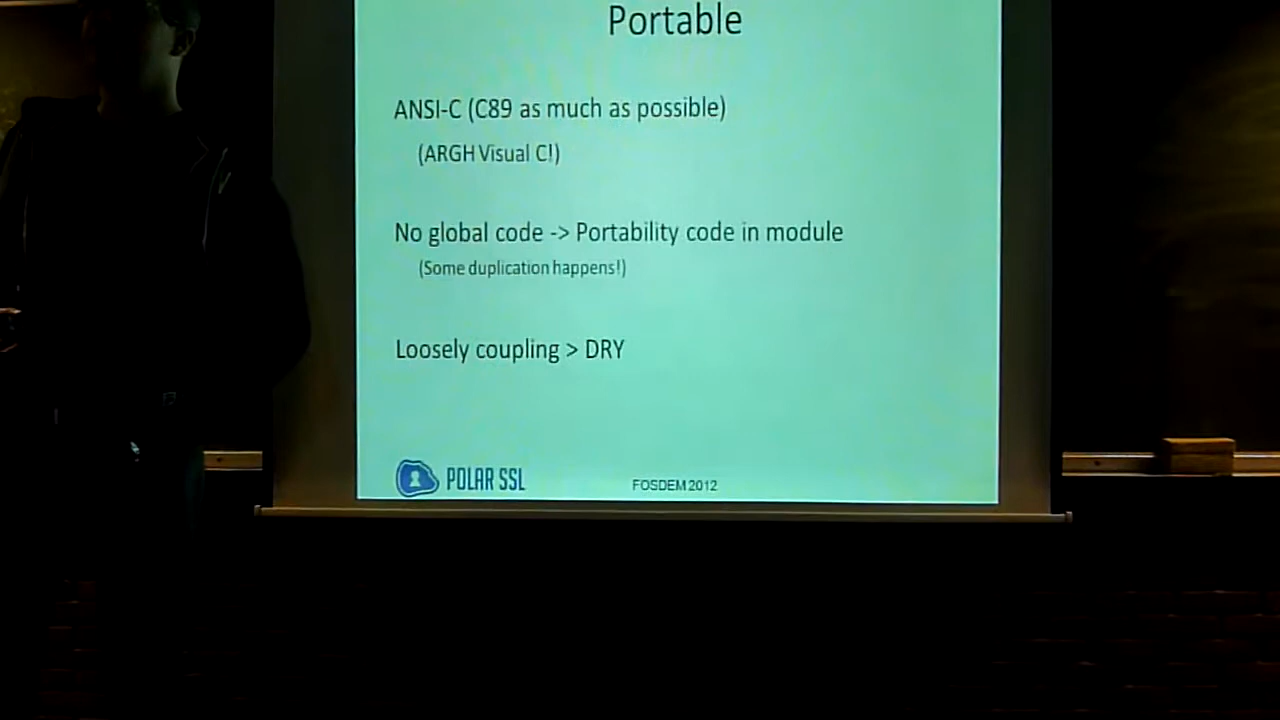 Portable
ANSI-C (C89 as much as possible)
(ARGH Visual C!)
No global code -> Portability code in module
(Some duplication happens!)
Loosely coupling > DRY
POLAR SSL
FOSDEM 2012